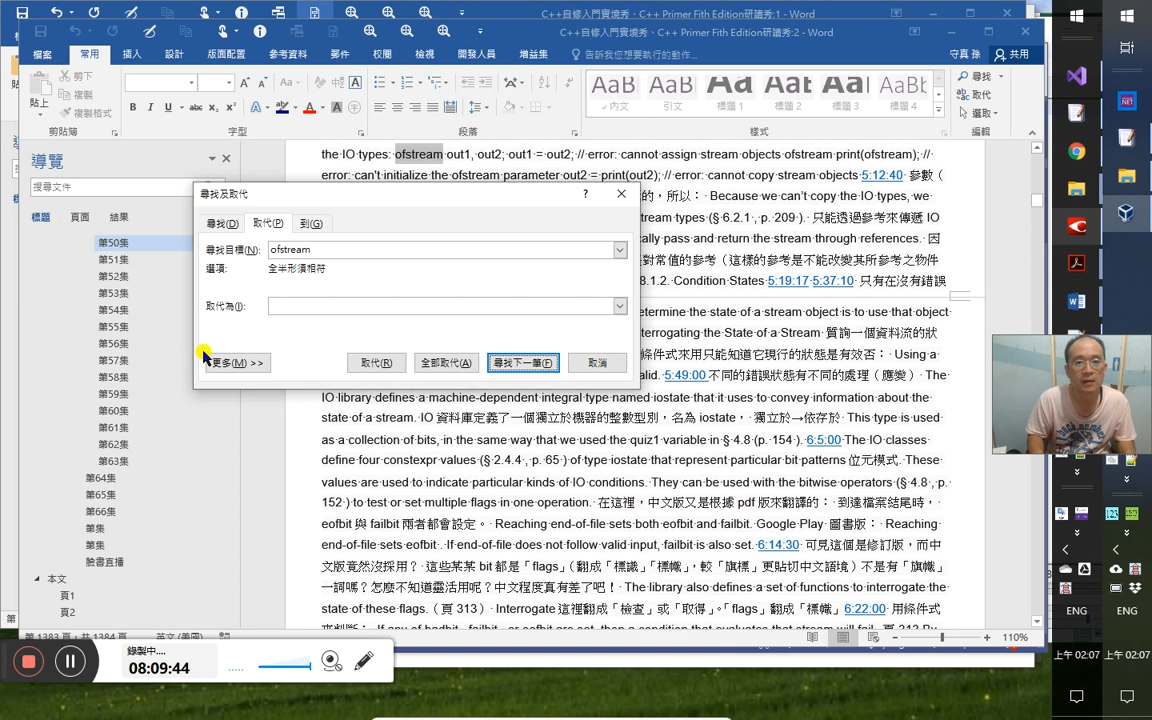 C++自修入門實境秀、C++ Primer Fith Edition研讀秀:1 - Word
C++自修入門實境秀、C++ Primer Fith Edition研讀秀:2 - Word
檔案 常用 插入 設計 版面配置 參考資料 郵件 校閱 檢視 開發人員 增益集 告訴我您想要執行的動作... 守真 孫 共用
貼上 剪下 複製 複製格式
AaB 內文 AaB 引文 Aa 標題 1 Aat 標題 2 Aal 標題 3 AaBb 標題 4
尋找 取代 選取
剪貼簿 字型 段落 樣式 編輯
導覽
搜尋文件
標題 頁面 結果
第50集
第51集
第52集
第53集
第54集
第55集
第56集
第57集
第58集
第59集
第60集
第61集
第62集
第63集
第64集
第65集
第66集
第集
第集
臉書直播
本文
頁1
頁2
the IO types: ofstream out1, out2; out1 = out2; // error: cannot assign stream objects ofstream print(ofstream); //
error: can't initialize the ofstream parameter out2 = print(out2); // error: cannot copy stream objects 5:12:40 參數（
的，所以： Because we can't copy the IO types, we
tream types (§ 6.2.1 , p. 209 ). 只能透過參考來傳遞 IO
ally pass and return the stream through references. 因
對常值的參考（這樣的參考是不能改變其所參考之物件
8.1.2. Condition States 5:19:17 5:37:10 只有在沒有錯誤
etermine the state of a stream object is to use that object
terrogating the State of a Stream 質詢一個資料流的狀
條件式來用只能知道它現行的狀態是有效否： Using a
alid. 5:49:00 不同的錯誤狀態有不同的處理（應變） The
IO library defines a machine-dependent integral type named iostate that it uses to convey information about the
state of a stream. IO 資料庫定義了一個獨立於機器的整數型別，名為 iostate， 獨立於→依存於 This type is used
as a collection of bits, in the same way that we used the quiz1 variable in § 4.8 (p. 154 ). 6:5:00 The IO classes
define four constexpr values (§ 2.4.4 , p. 65 ) of type iostate that represent particular bit patterns 位元模式. These
values are used to indicate particular kinds of IO conditions. They can be used with the bitwise operators (§ 4.8 , p.
152 ) to test or set multiple flags in one operation. 在這裡，中文版又是根據 pdf 版來翻譯的： 到達檔案結尾時，
eofbit 與 failbit 兩者都會設定。 Reaching end-of-file sets both eofbit and failbit. Google Play 圖書版： Reaching
end-of-file sets eofbit . If end-of-file does not follow valid input, failbit is also set. 6:14:30 可見這個是修訂版，而中
文版竟然沒採用？ 這些某某 bit 都是「flags」（翻成「標識」「標幟」，較「旗標」更貼切中文語境）不是有「旗幟」
一詞嗎？怎麼不知道靈活用呢？中文程度真有差了吧！ The library also defines a set of functions to interrogate the
state of these flags. (頁 313） Interrogate 這裡翻成「檢查」或「取得」。「flags」翻成「標幟」 6:22:00 用條件式
尋找及取代
尋找(D) 取代(P) 到(G)
尋找目標(N): ofstream
選項: 全半形須相符
取代為(I):
更多(M) >> 取代(R) 全部取代(A) 尋找下一筆(F) 取消
第 1383 頁，共 1384 頁 英文 (美國)
110%
錄製中....
08:09:44
ENG ENG
上午 02:07 上午 02:07